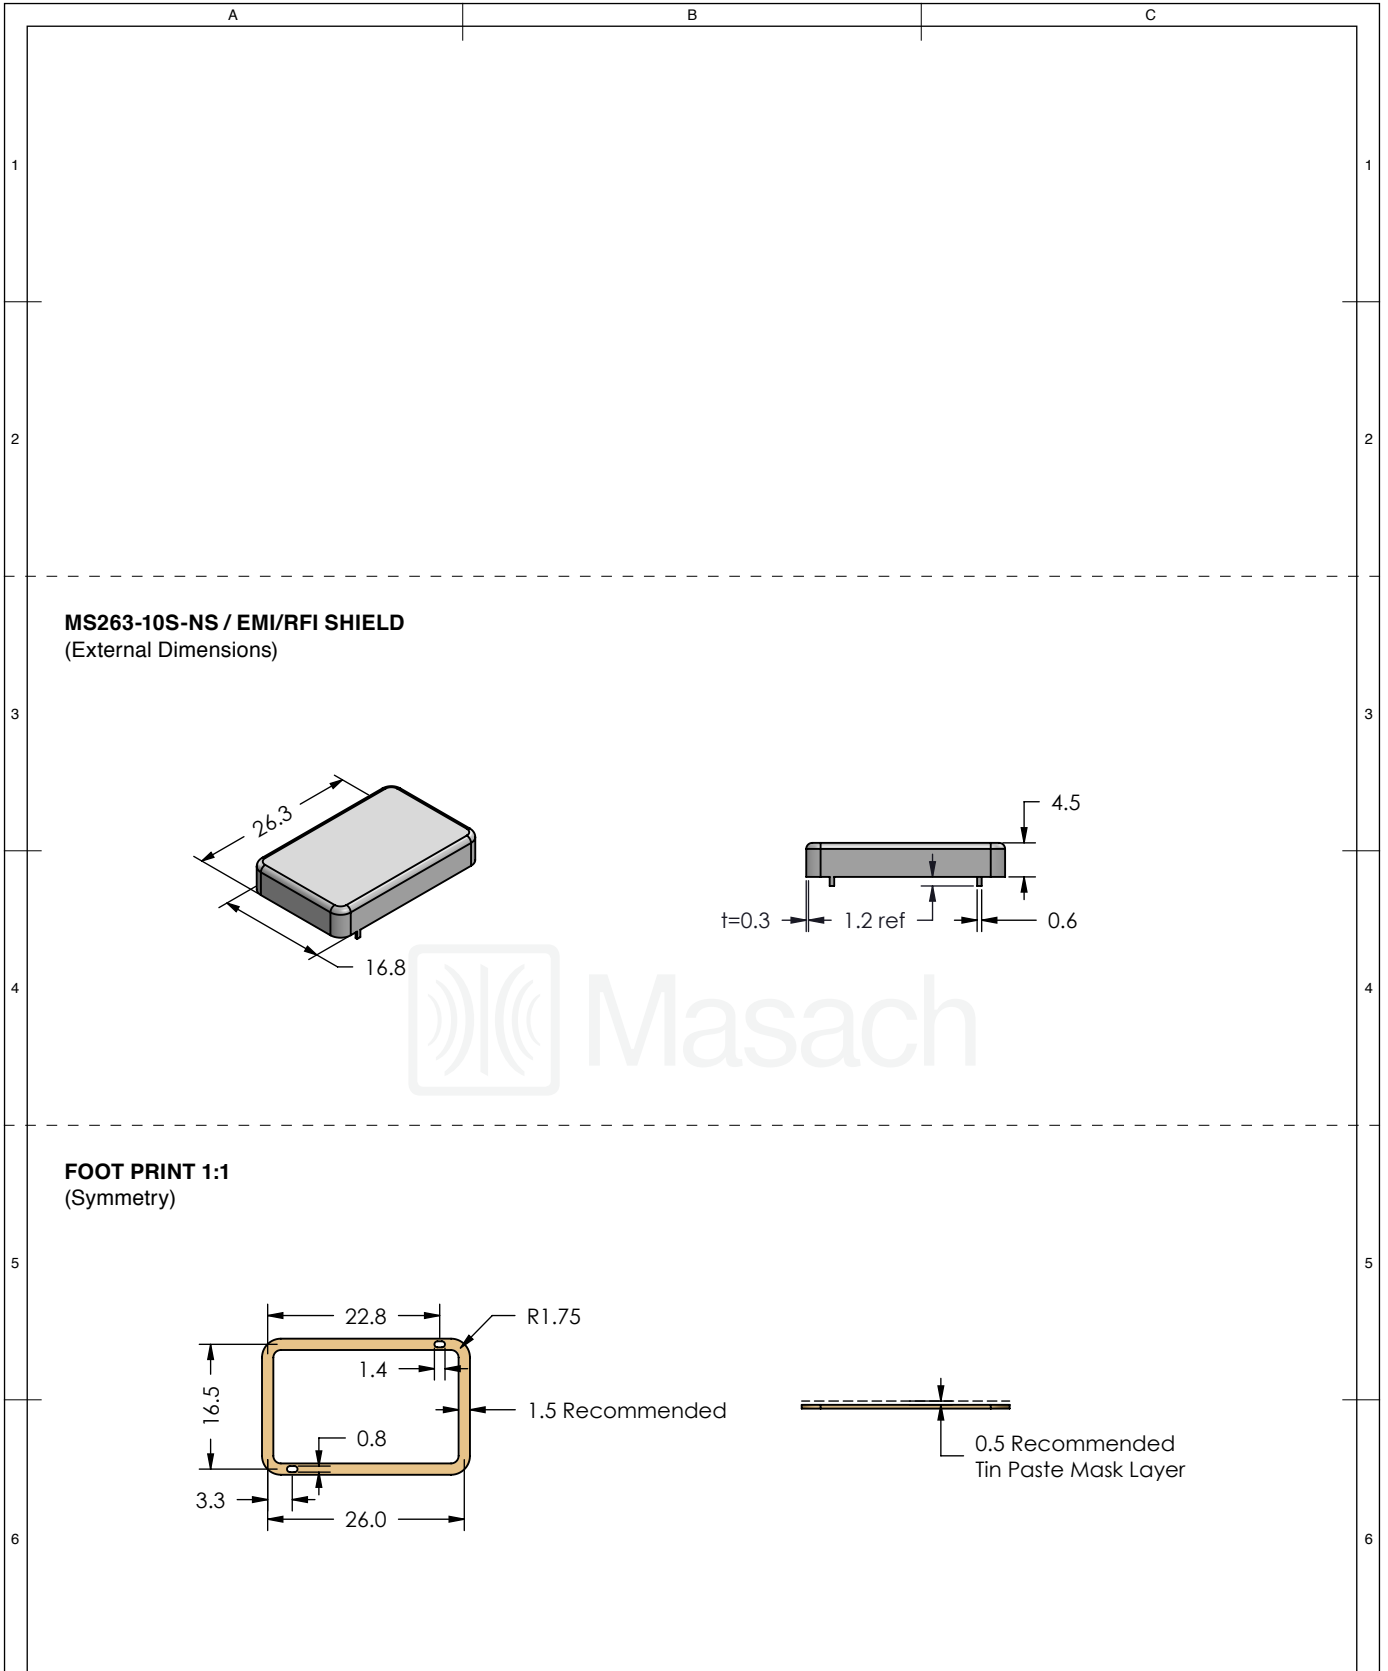 A B C
1 1
2 2
MS263-10S-NS / EMI/RFI SHIELD
(External Dimensions)
3 3
26.3
16.8
4.5
t=0.3 1.2 ref 0.6
4 4
Masach
FOOT PRINT 1:1
(Symmetry)
5 5
22.8 R1.75
1.4
16.5
1.5 Recommended
0.8
3.3
26.0
0.5 Recommended
Tin Paste Mask Layer
6 6